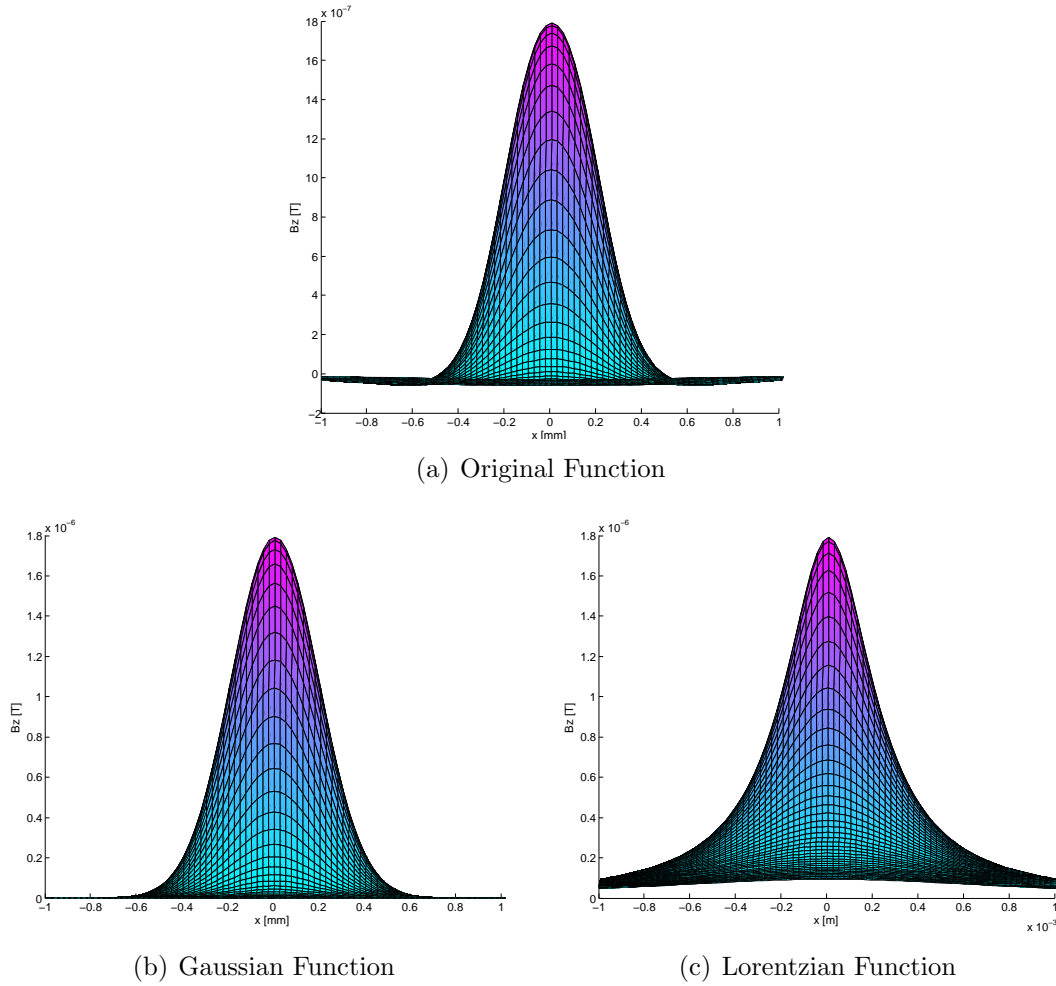 x 10⁻⁷
18
16
14
12
10
8
6
4
2
0
−2
Bz [T]
−1 −0.8 −0.6 −0.4 −0.2 0 0.2 0.4 0.6 0.8 1
x [mm]
(a) Original Function
x 10⁻⁶
1.8
1.6
1.4
1.2
1
0.8
0.6
0.4
0.2
0
Bz [T]
−1 −0.8 −0.6 −0.4 −0.2 0 0.2 0.4 0.6 0.8 1
x [mm]
(b) Gaussian Function
x 10⁻⁶
1.8
1.6
1.4
1.2
1
0.8
0.6
0.4
0.2
0
Bz [T]
−1 −0.8 −0.6 −0.4 −0.2 0 0.2 0.4 0.6 0.8 1
x [m]
x 10⁻³
(c) Lorentzian Function